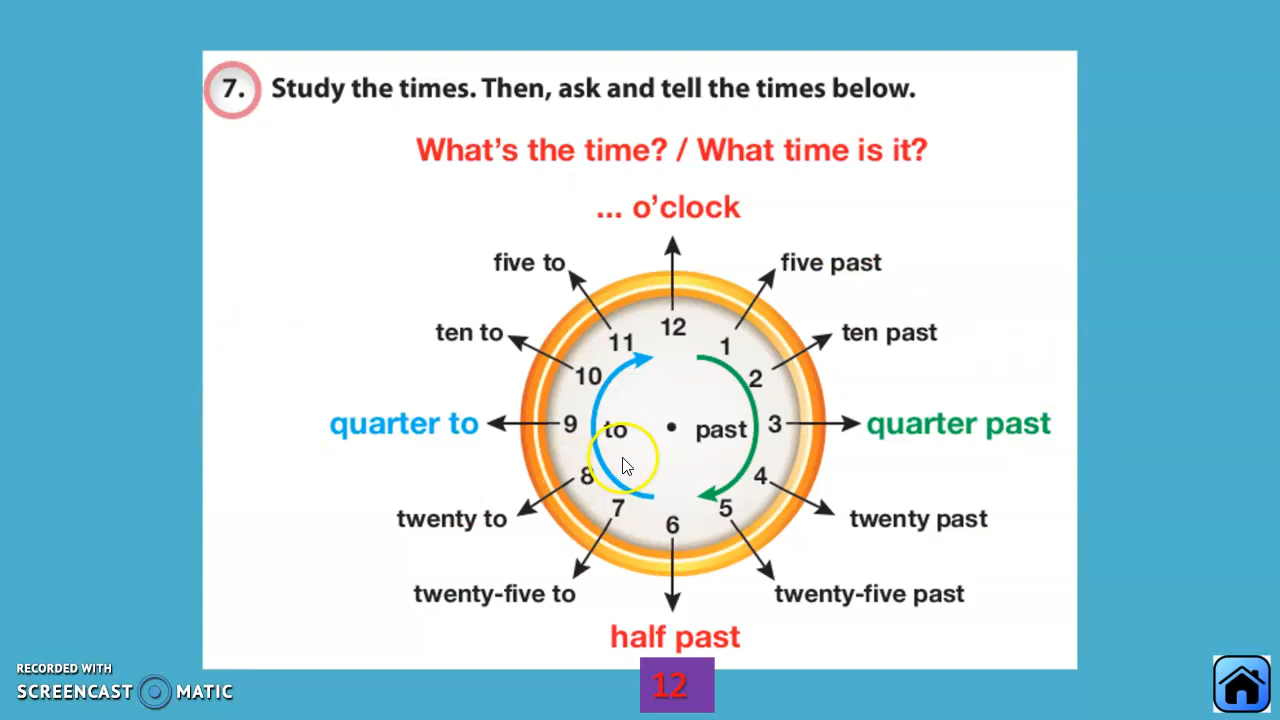 7. Study the times. Then, ask and tell the times below.
What's the time? / What time is it?
... o'clock
five to
five past
ten to
ten past
quarter to
quarter past
twenty to
twenty past
twenty-five to
twenty-five past
half past
12
11
1
10
2
9
3
to
past
8
4
7
5
6
12
RECORDED WITH
SCREENCAST MATIC